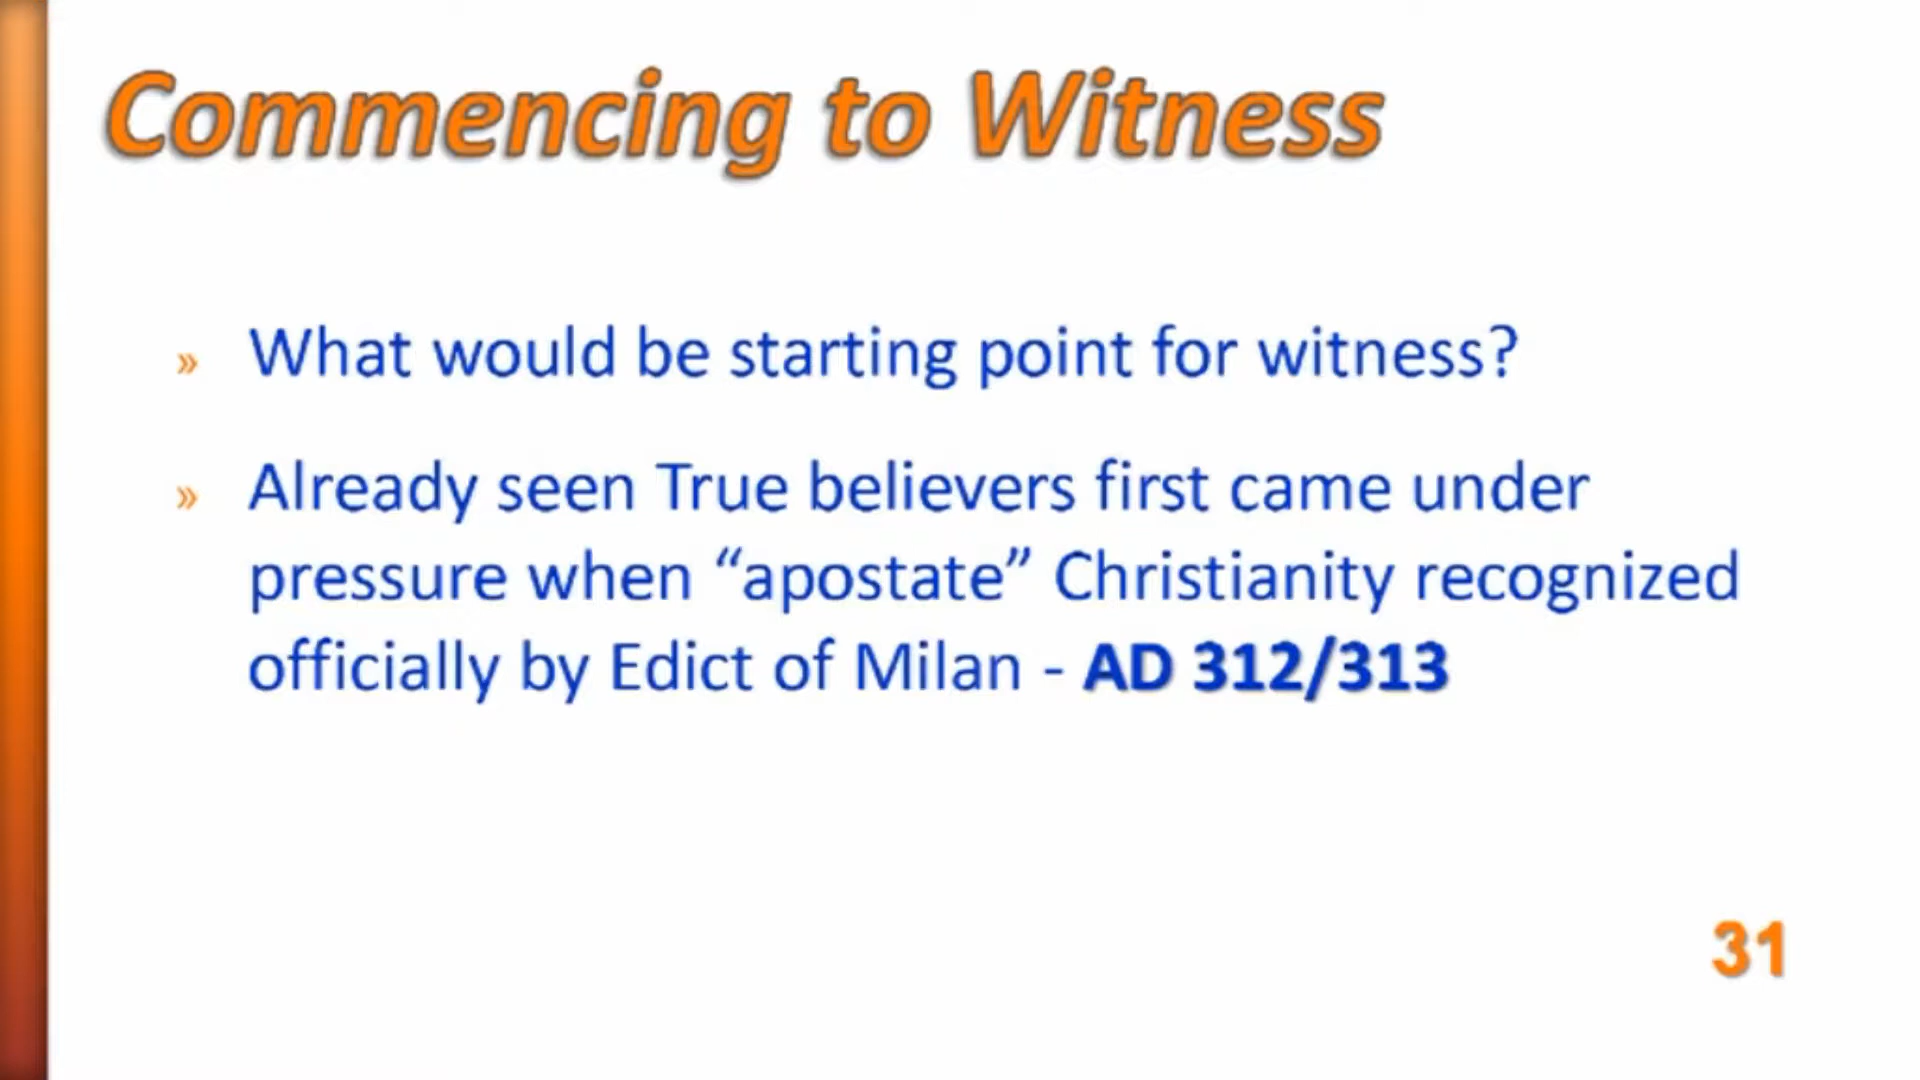 Commencing to Witness
» What would be starting point for witness?
» Already seen True believers first came under
pressure when “apostate” Christianity recognized
officially by Edict of Milan - AD 312/313
31